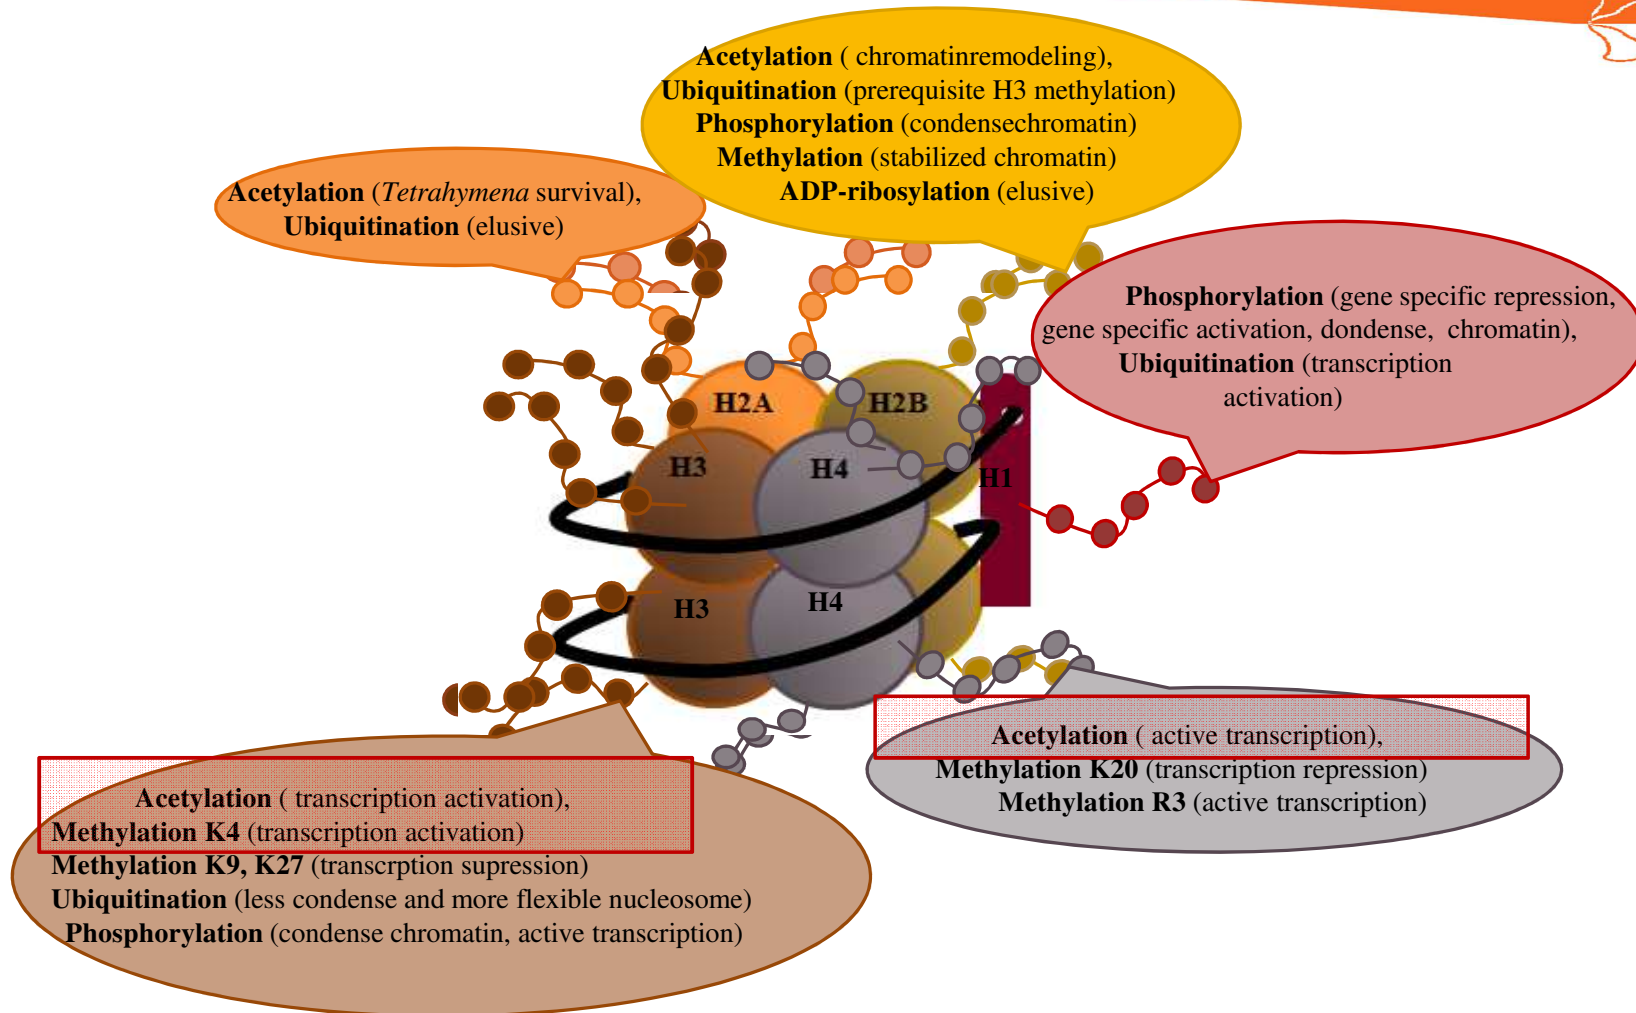 Acetylation ( chromatinremodeling),
Ubiquitination (prerequisite H3 methylation)
Phosphorylation (condensechromatin)
Methylation (stabilized chromatin)
ADP-ribosylation (elusive)
Acetylation (Tetrahymena survival),
Ubiquitination (elusive)
Phosphorylation (gene specific repression,
gene specific activation, dondense, chromatin),
Ubiquitination (transcription
activation)
H2A
H2B
H3
H4
H1
H3
H4
Acetylation ( active transcription),
Methylation K20 (transcription repression)
Methylation R3 (active transcription)
Acetylation ( transcription activation),
Methylation K4 (transcription activation)
Methylation K9, K27 (transcrption supression)
Ubiquitination (less condense and more flexible nucleosome)
Phosphorylation (condense chromatin, active transcription)